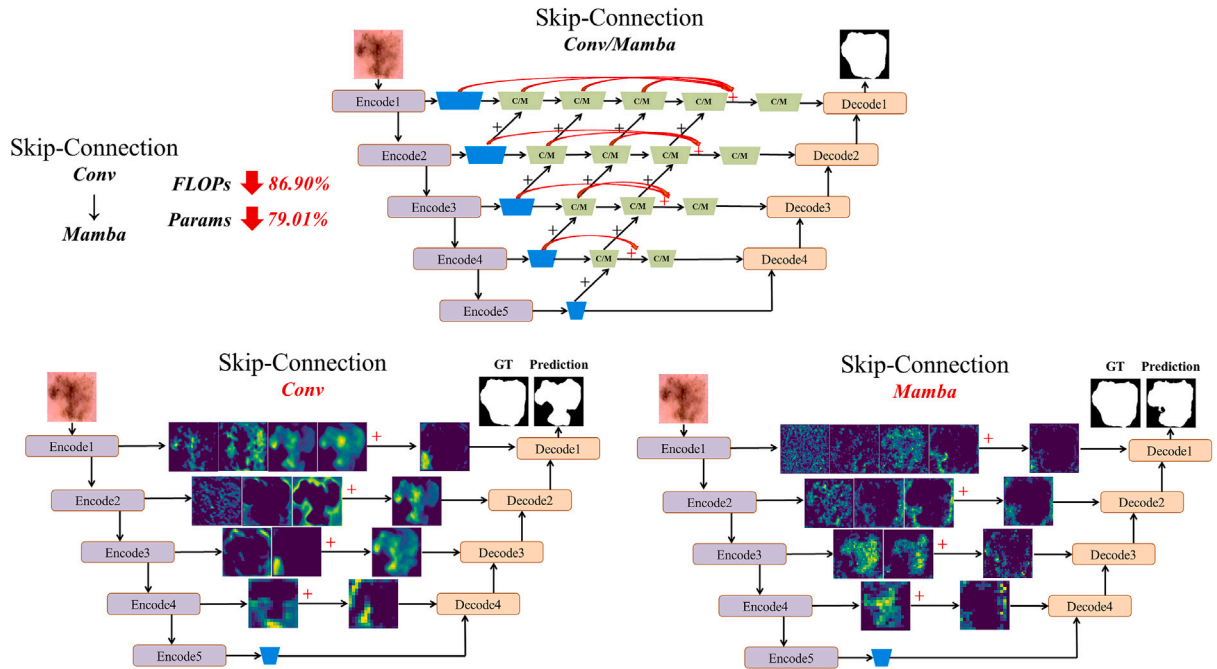 Skip-Connection
Conv/Mamba
Encode1
C/M
C/M
C/M
C/M
+
C/M
Decode1
+
+
+
+
Skip-Connection
Conv
Mamba
FLOPs
86.90%
Params
79.01%
Encode2
C/M
C/M
C/M
+
C/M
Decode2
+
+
+
Encode3
C/M
C/M
+
C/M
Decode3
+
+
Encode4
C/M
+
C/M
Decode4
+
Encode5
Skip-Connection
Conv
GT
Prediction
Encode1
+
Decode1
Encode2
+
Decode2
Encode3
+
Decode3
Encode4
+
Decode4
Encode5
Skip-Connection
Mamba
GT
Prediction
Encode1
+
Decode1
Encode2
+
Decode2
Encode3
+
Decode3
Encode4
+
Decode4
Encode5